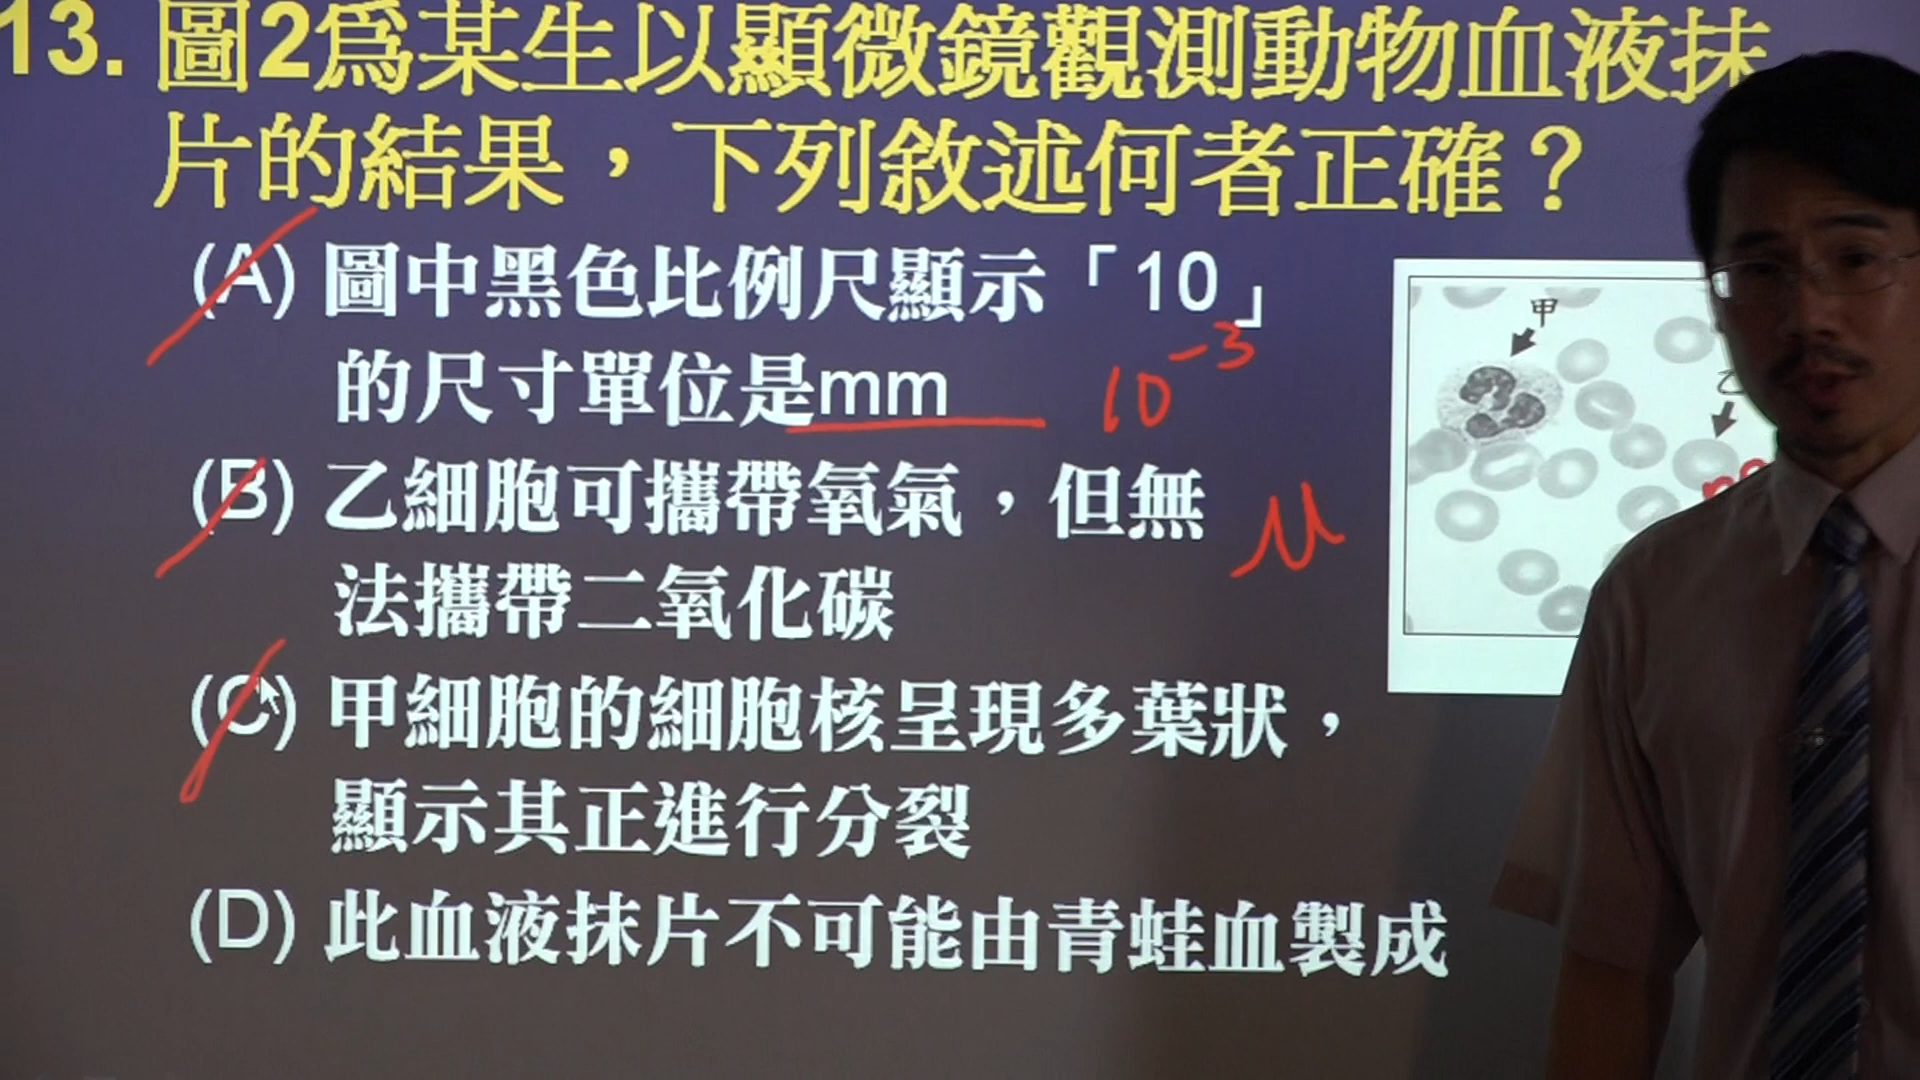 13. 圖2為某生以顯微鏡觀測動物血液抹
片的結果，下列敘述何者正確？
(A) 圖中黑色比例尺顯示「10」
的尺寸單位是mm
10⁻³
(B) 乙細胞可攜帶氧氣，但無
法攜帶二氧化碳
μ
(C) 甲細胞的細胞核呈現多葉狀，
顯示其正進行分裂
(D) 此血液抹片不可能由青蛙血製成
甲
乙